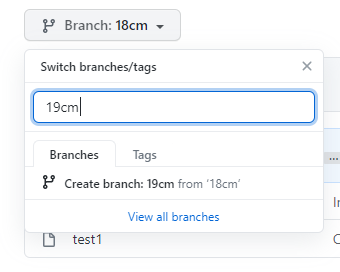 Branch: 18cm
Switch branches/tags
19cm
Branches
Tags
Create branch: 19cm from ‘18cm’
View all branches
test1